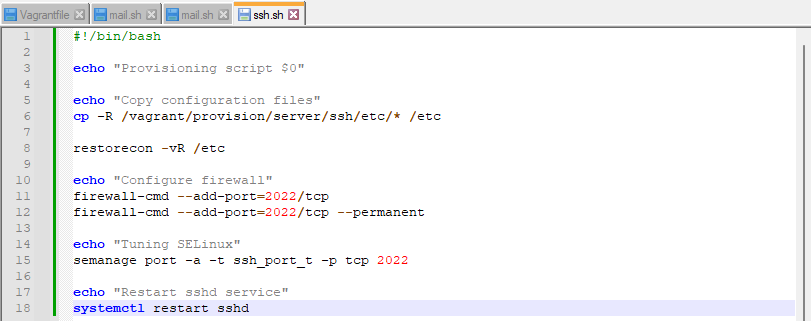 Vagrantfile mail.sh mail.sh ssh.sh
1 #!/bin/bash
2
3 echo "Provisioning script $0"
4
5 echo "Copy configuration files"
6 cp -R /vagrant/provision/server/ssh/etc/* /etc
7
8 restorecon -vR /etc
9
10 echo "Configure firewall"
11 firewall-cmd --add-port=2022/tcp
12 firewall-cmd --add-port=2022/tcp --permanent
13
14 echo "Tuning SELinux"
15 semanage port -a -t ssh_port_t -p tcp 2022
16
17 echo "Restart sshd service"
18 systemctl restart sshd